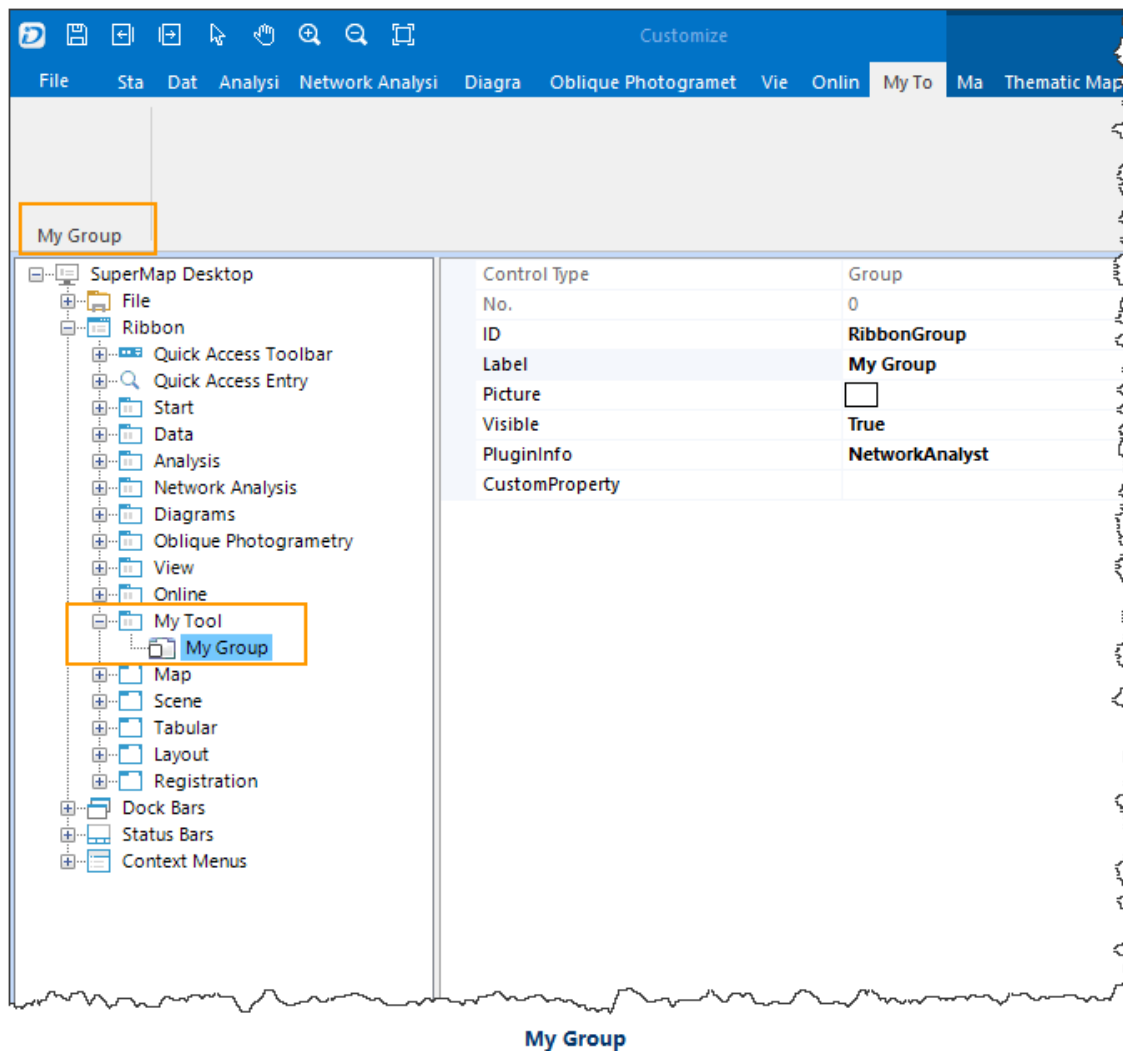 Customize
File Sta Dat Analysi Network Analysi Diagra Oblique Photogramet Vie Onlin My To Ma Thematic Map
My Group
SuperMap Desktop
File
Ribbon
Quick Access Toolbar
Quick Access Entry
Start
Data
Analysis
Network Analysis
Diagrams
Oblique Photogrametry
View
Online
My Tool
My Group
Map
Scene
Tabular
Layout
Registration
Dock Bars
Status Bars
Context Menus
Control Type Group
No. 0
ID RibbonGroup
Label My Group
Picture
Visible True
PluginInfo NetworkAnalyst
CustomProperty
My Group